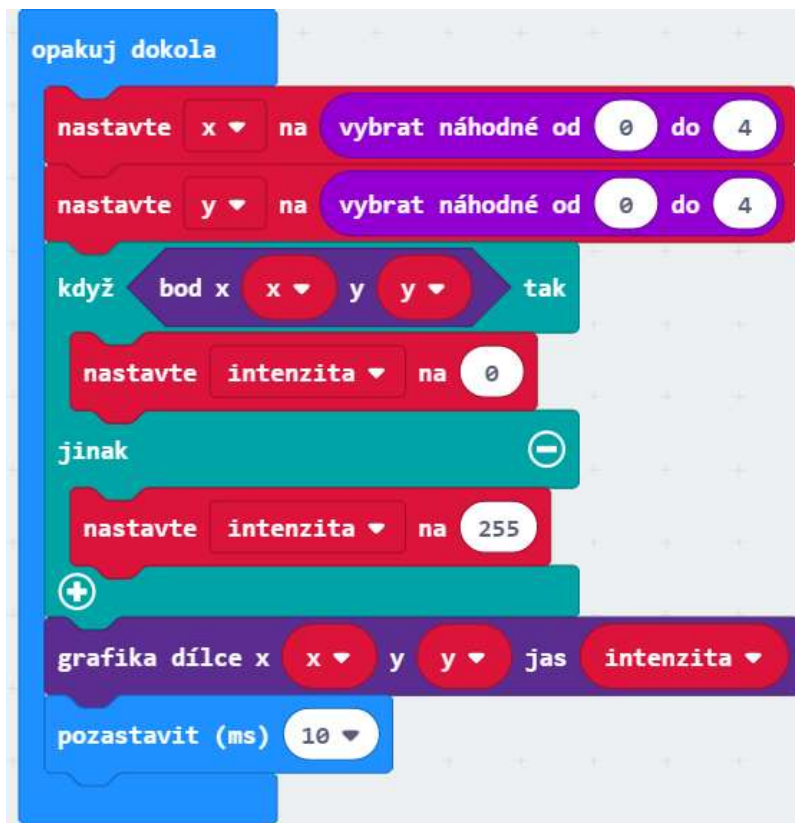 opakuj dokola
nastavte x na vybrat náhodné od 0 do 4
nastavte y na vybrat náhodné od 0 do 4
když bod x x y y tak
nastavte intenzita na 0
jinak
nastavte intenzita na 255
grafika dílce x x y y jas intenzita
pozastavit (ms) 10